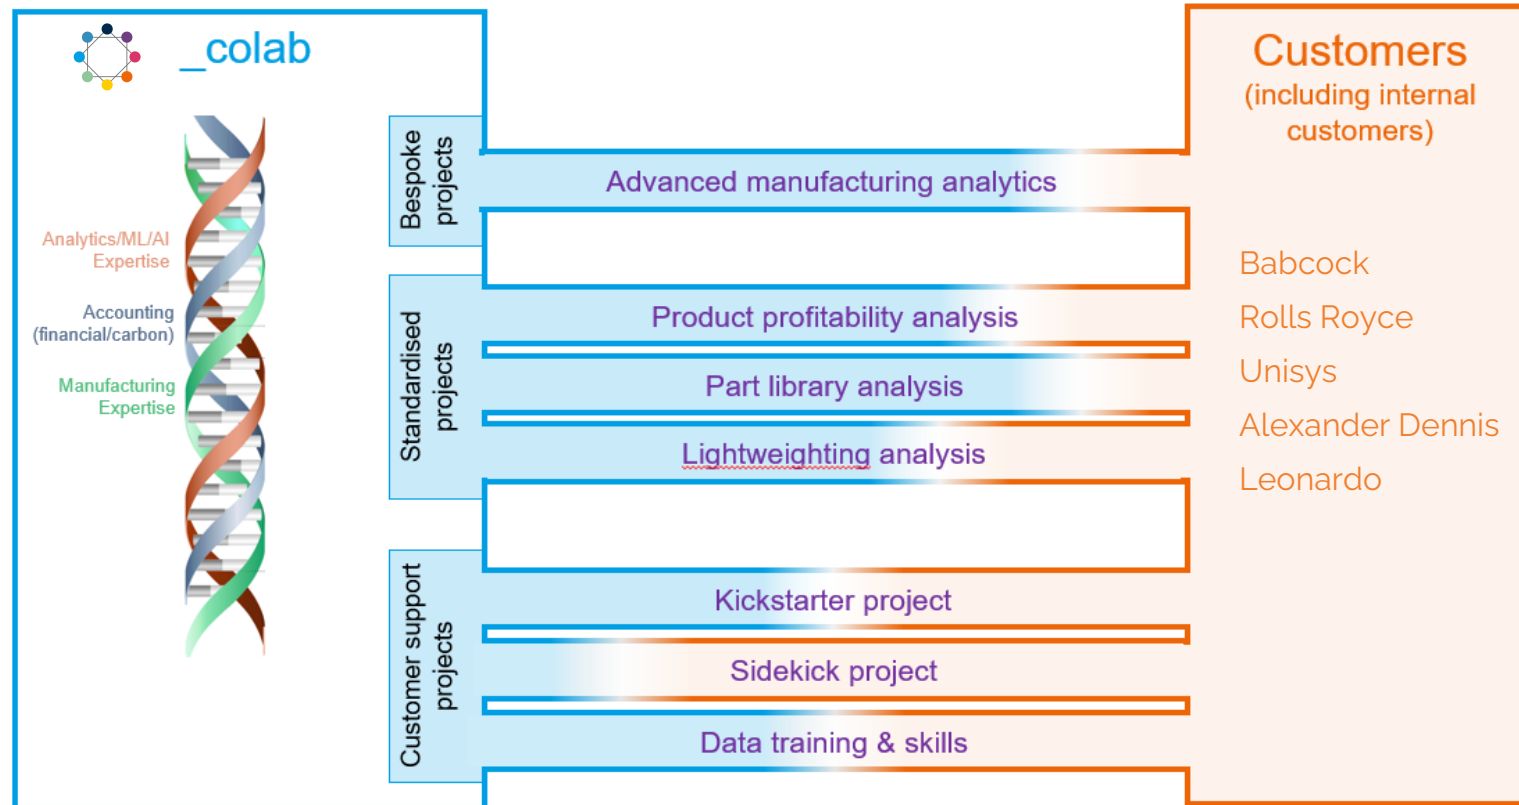 _colab
Analytics/ML/AI
Expertise
Accounting
(financial/carbon)
Manufacturing
Expertise
Bespoke
projects
Advanced manufacturing analytics
Standardised
projects
Product profitability analysis
Part library analysis
Lightweighting analysis
Customer support
projects
Kickstarter project
Sidekick project
Data training & skills
Customers
(including internal
customers)
Babcock
Rolls Royce
Unisys
Alexander Dennis
Leonardo